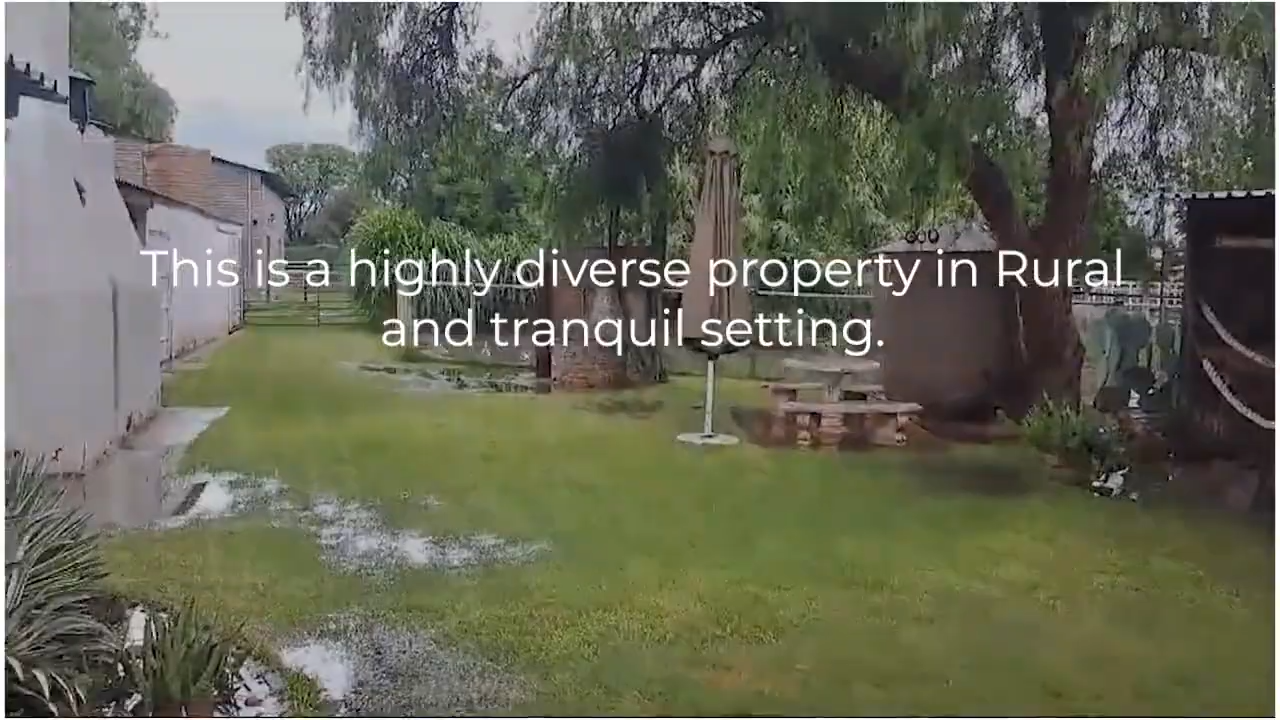 This is a highly diverse property in Rural
and tranquil setting.